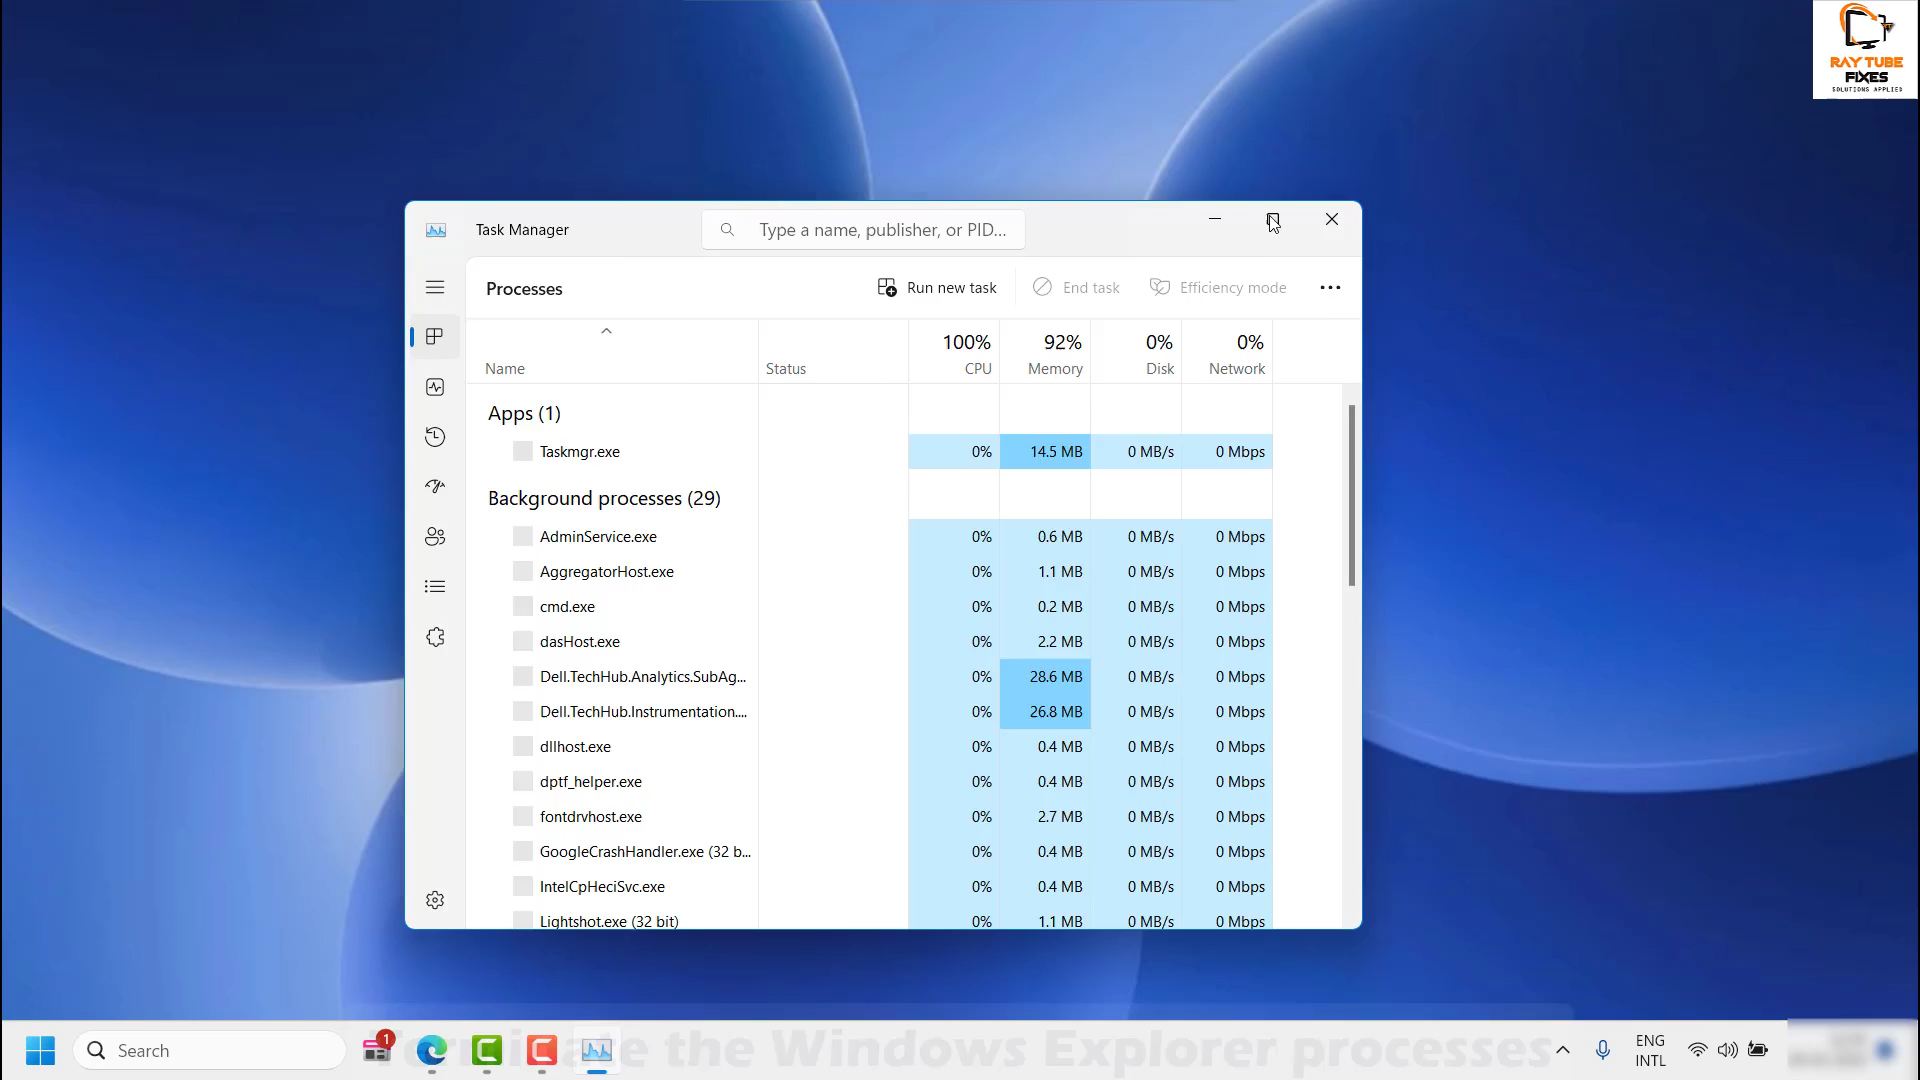 RAY TUBE
FIXES
SOLUTIONS APPLIED
Task Manager
Type a name, publisher, or PID...
Processes
Run new task
End task
Efficiency mode
100% 92% 0% 0%
Name Status CPU Memory Disk Network
Apps (1)
Taskmgr.exe 0% 14.5 MB 0 MB/s 0 Mbps
Background processes (29)
AdminService.exe 0% 0.6 MB 0 MB/s 0 Mbps
AggregatorHost.exe 0% 1.1 MB 0 MB/s 0 Mbps
cmd.exe 0% 0.2 MB 0 MB/s 0 Mbps
dasHost.exe 0% 2.2 MB 0 MB/s 0 Mbps
Dell.TechHub.Analytics.SubAg... 0% 28.6 MB 0 MB/s 0 Mbps
Dell.TechHub.Instrumentation.... 0% 26.8 MB 0 MB/s 0 Mbps
dllhost.exe 0% 0.4 MB 0 MB/s 0 Mbps
dptf_helper.exe 0% 0.4 MB 0 MB/s 0 Mbps
fontdrvhost.exe 0% 2.7 MB 0 MB/s 0 Mbps
GoogleCrashHandler.exe (32 b... 0% 0.4 MB 0 MB/s 0 Mbps
IntelCpHeciSvc.exe 0% 0.4 MB 0 MB/s 0 Mbps
Lightshot.exe (32 bit) 0% 1.1 MB 0 MB/s 0 Mbps
Search
1
the Windows Explorer processes
ENG
INTL